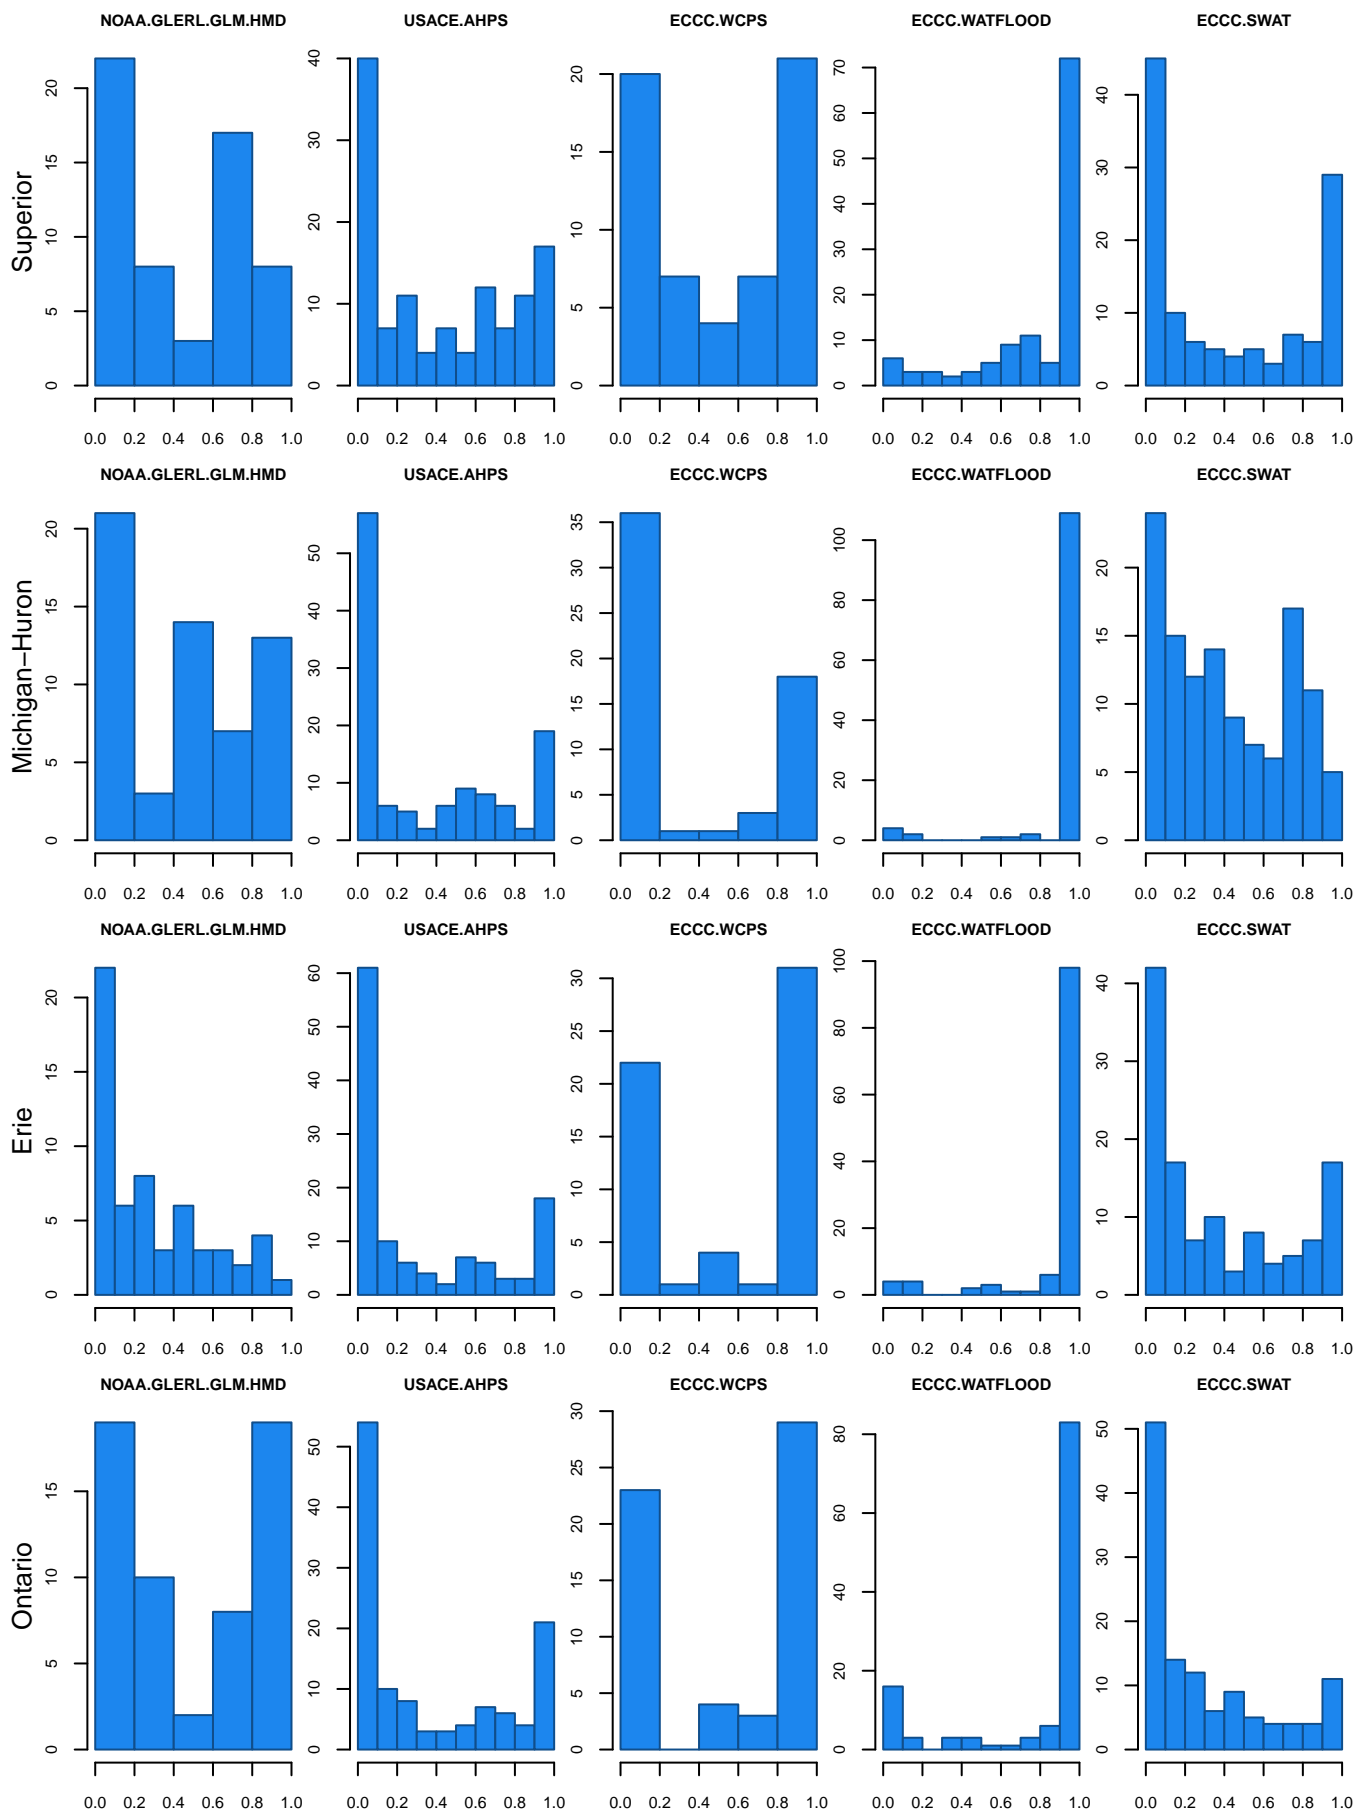 NOAA.GLERL.GLM.HMD USACE.AHPS ECCC.WCPS ECCC.WATFLOOD ECCC.SWAT
Superior
0 5 10 15 20
0 10 20 30 40
0 5 10 15 20
0 10 20 30 40 50 60 70
0 10 20 30 40
0.0 0.2 0.4 0.6 0.8 1.0 0.0 0.2 0.4 0.6 0.8 1.0 0.0 0.2 0.4 0.6 0.8 1.0 0.0 0.2 0.4 0.6 0.8 1.0 0.0 0.2 0.4 0.6 0.8 1.0
NOAA.GLERL.GLM.HMD USACE.AHPS ECCC.WCPS ECCC.WATFLOOD ECCC.SWAT
Michigan−Huron
0 5 10 15 20
0 10 20 30 40 50
0 5 10 15 20 25 30 35
0 20 40 60 80 100
0 5 10 15 20
0.0 0.2 0.4 0.6 0.8 1.0 0.0 0.2 0.4 0.6 0.8 1.0 0.0 0.2 0.4 0.6 0.8 1.0 0.0 0.2 0.4 0.6 0.8 1.0 0.0 0.2 0.4 0.6 0.8 1.0
NOAA.GLERL.GLM.HMD USACE.AHPS ECCC.WCPS ECCC.WATFLOOD ECCC.SWAT
Erie
0 5 10 15 20
0 10 20 30 40 50 60
0 5 10 15 20 25 30
0 20 40 60 80 100
0 10 20 30 40
0.0 0.2 0.4 0.6 0.8 1.0 0.0 0.2 0.4 0.6 0.8 1.0 0.0 0.2 0.4 0.6 0.8 1.0 0.0 0.2 0.4 0.6 0.8 1.0 0.0 0.2 0.4 0.6 0.8 1.0
NOAA.GLERL.GLM.HMD USACE.AHPS ECCC.WCPS ECCC.WATFLOOD ECCC.SWAT
Ontario
0 5 10 15
0 10 20 30 40 50
0 5 10 15 20 25 30
0 20 40 60 80
0 10 20 30 40 50
0.0 0.2 0.4 0.6 0.8 1.0 0.0 0.2 0.4 0.6 0.8 1.0 0.0 0.2 0.4 0.6 0.8 1.0 0.0 0.2 0.4 0.6 0.8 1.0 0.0 0.2 0.4 0.6 0.8 1.0